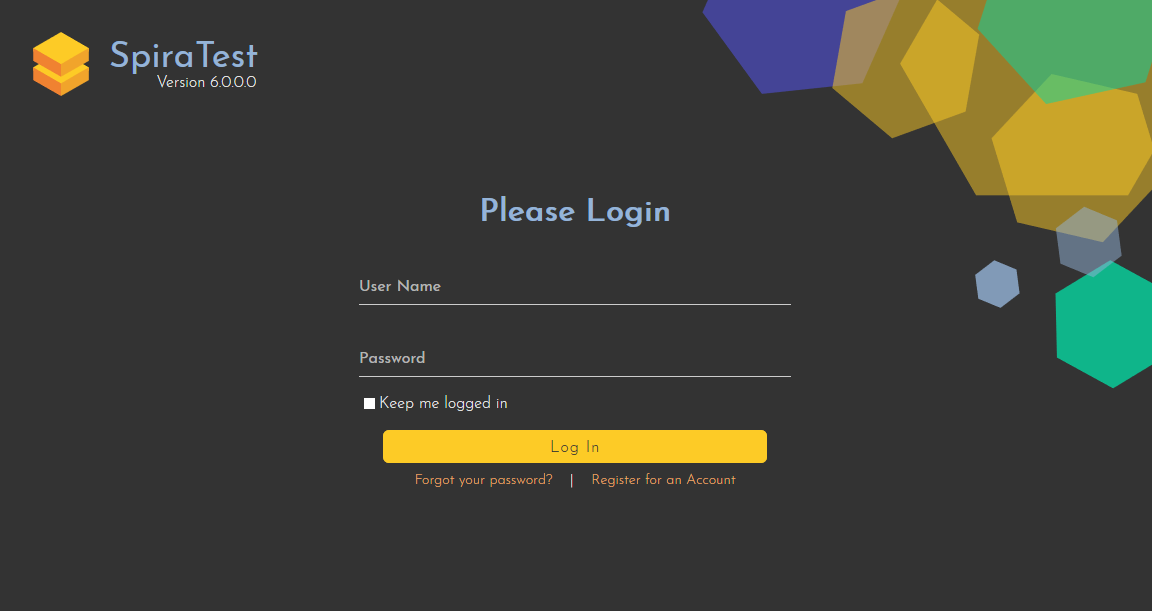 SpiraTest
Version 6.0.0.0
Please Login
User Name
Password
Keep me logged in
Log In
Forgot your password? | Register for an Account